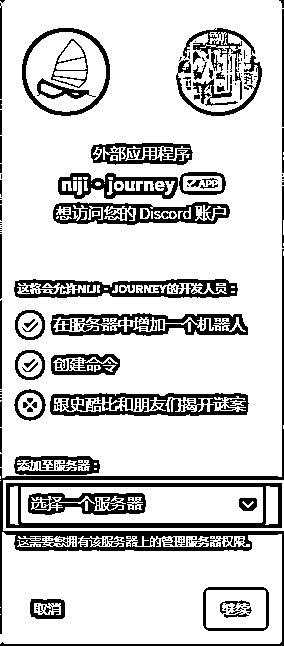 外部应用程序
niji · journey ✓ APP
想访问您的 Discord 账户
这将会允许NIJI · JOURNEY的开发人员：
在服务器中增加一个机器人
创建命令
跟史酷比和朋友们揭开谜案
添加至服务器：
选择一个服务器
这需要您拥有该服务器上的管理服务器权限。
取消
继续